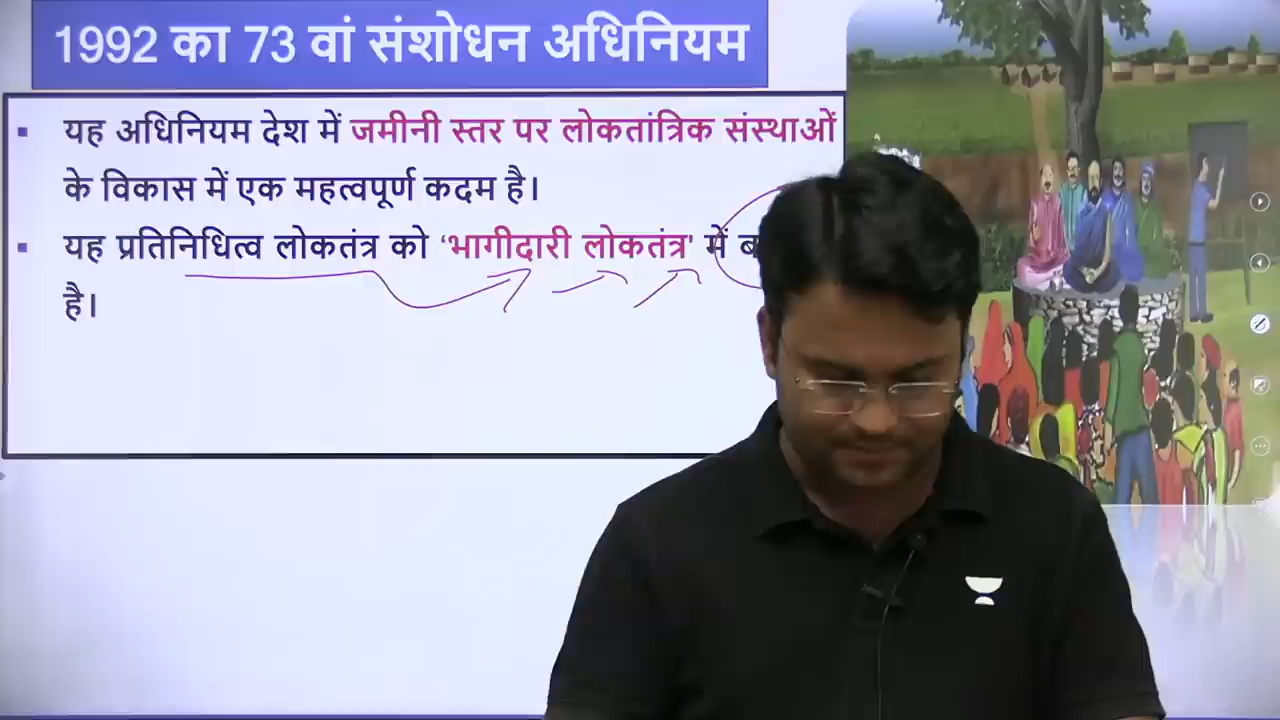 1992 का 73 वां संशोधन अधिनियम
▪ यह अधिनियम देश में जमीनी स्तर पर लोकतांत्रिक संस्थाओं
के विकास में एक महत्वपूर्ण कदम है।
▪ यह प्रतिनिधित्व लोकतंत्र को ‘भागीदारी लोकतंत्र’ में
है।